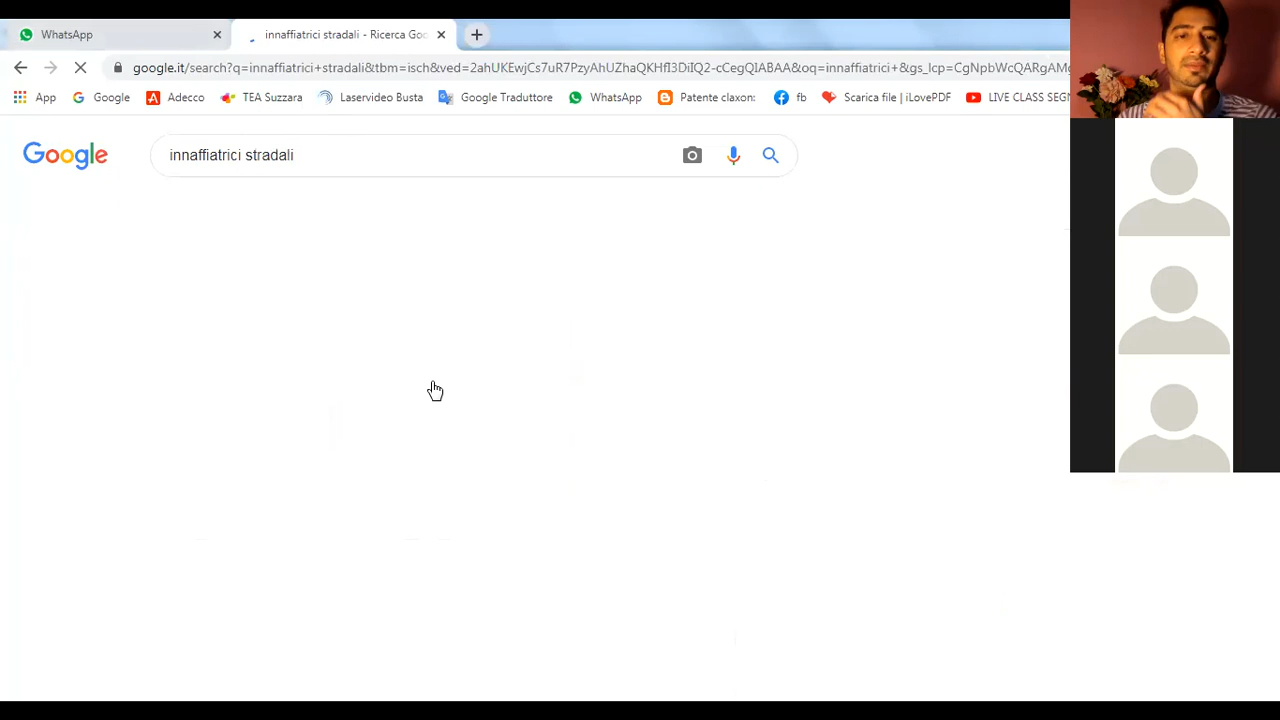 WhatsApp
innaffiatrici stradali - Ricerca Goo
google.it/search?q=innaffiatrici+stradali&tbm=isch&ved=2ahUKEwjCs7uR7PzyAhUZhaQKHfI3DiIQ2-cCegQIABAA&oq=innaffiatrici+&gs_lcp=CgNpbWcQARgAMg
App Google Adecco TEA Suzzara Laservideo Busta Google Traduttore WhatsApp Patente claxon: fb Scarica file | iLovePDF LIVE CLASS SEGN
Google
innaffiatrici stradali